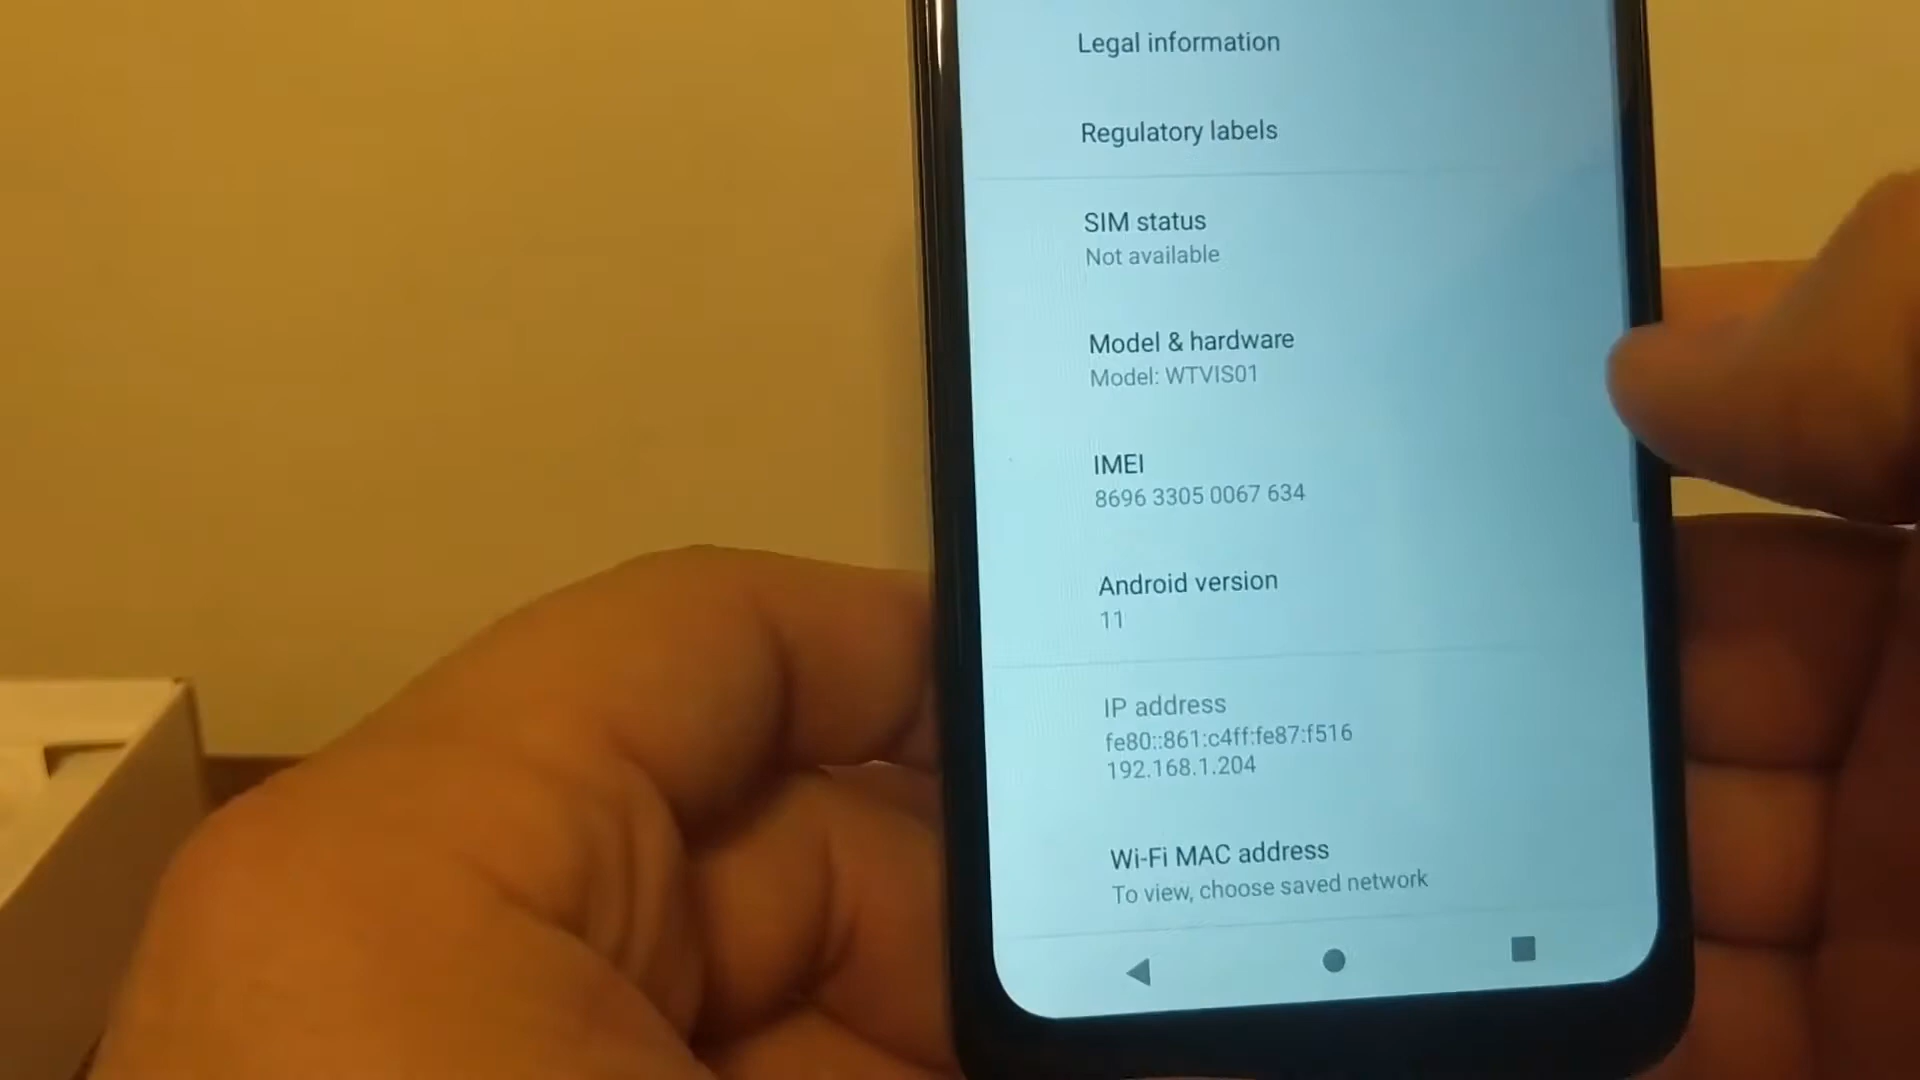 Legal information
Regulatory labels
SIM status
Not available
Model & hardware
Model: WTVIS01
IMEI
8696 3305 0067 634
Android version
11
IP address
fe80::861:c4ff:fe87:f516
192.168.1.204
Wi-Fi MAC address
To view, choose saved network